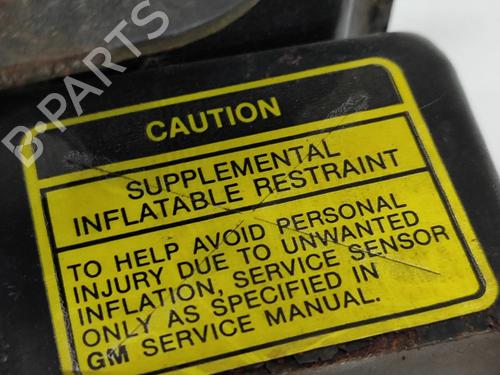 B-PARTS
CAUTION
SUPPLEMENTAL
INFLATABLE RESTRAINT
TO HELP AVOID PERSONAL
INJURY DUE TO UNWANTED
INFLATION, SERVICE SENSOR
ONLY AS SPECIFIED IN
GM SERVICE MANUAL.